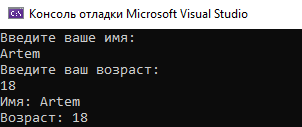 Консоль отладки Microsoft Visual Studio
Введите ваше имя:
Artem
Введите ваш возраст:
18
Имя: Artem
Возраст: 18